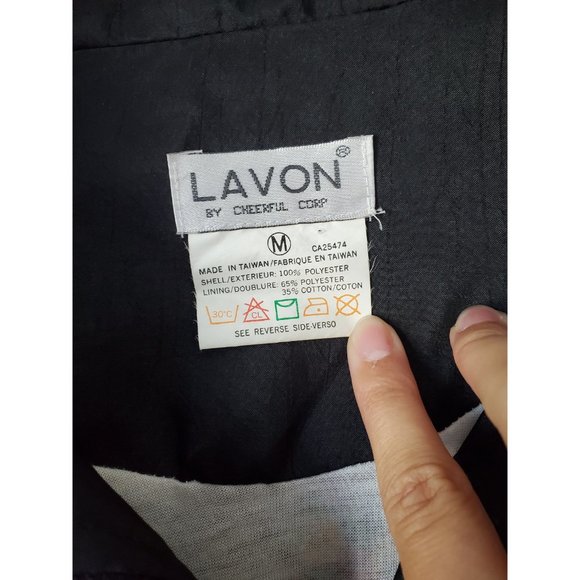 LAVON®
BY CHEERFUL CORP
M CA25474
MADE IN TAIWAN/FABRIQUE EN TAIWAN
SHELL/EXTERIEUR: 100% POLYESTER
LINING/DOUBLURE: 65% POLYESTER
35% COTTON/COTON
30°C CL
SEE REVERSE SIDE-VERSO